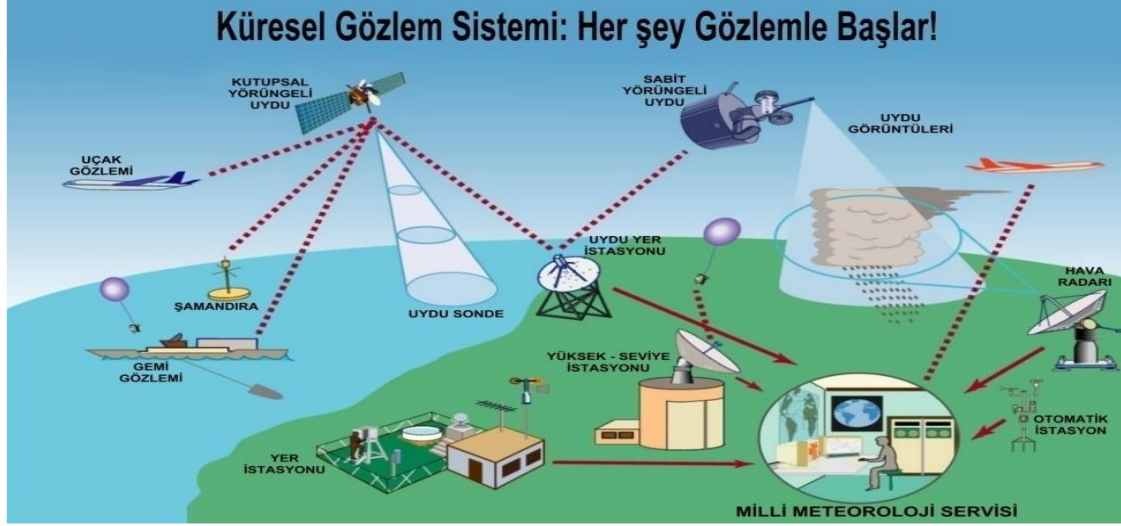 Küresel Gözlem Sistemi: Her şey Gözlemle Başlar!
KUTUPSAL
YÖRÜNGELİ
UYDU
SABİT
YÖRÜNGELİ
UYDU
UYDU
GÖRÜNTÜLERİ
UÇAK
GÖZLEMİ
UYDU YER
İSTASYONU
HAVA
RADARI
ŞAMANDIRA
UYDU SONDE
GEMİ
GÖZLEMİ
YÜKSEK - SEVİYE
İSTASYONU
OTOMATİK
İSTASYON
YER
İSTASYONU
MİLLİ METEOROLOJİ SERVİSİ